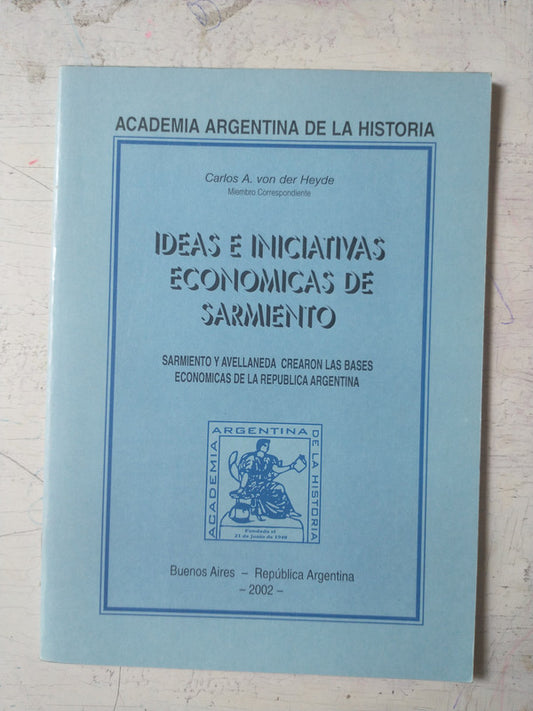 ACADEMIA ARGENTINA DE LA HISTORIA
Carlos A. von der Heyde
Miembro Correspondiente
IDEAS E INICIATIVAS
ECONOMICAS DE
SARMIENTO
SARMIENTO Y AVELLANEDA CREARON LAS BASES
ECONOMICAS DE LA REPUBLICA ARGENTINA
ACADEMIA
ARGENTINA
DE LA HISTORIA
Fundada el
21 de junio de 1948
Buenos Aires – República Argentina
– 2002 –